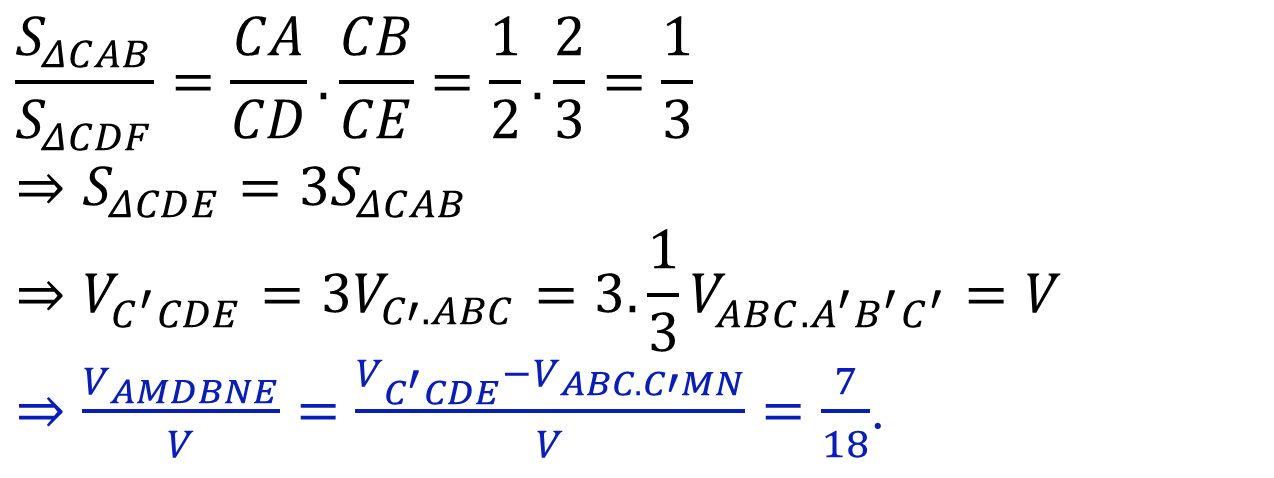 S_{ΔCAB}/S_{ΔCDF} = CA/CD . CB/CE = 1/2 . 2/3 = 1/3
⇒ S_{ΔCDE} = 3S_{ΔCAB}
⇒ V_{C'CDE} = 3V_{C'.ABC} = 3. 1/3 V_{ABC.A'B'C'} = V
⇒ V_{AMDBNE}/V = (V_{C'CDE}−V_{ABC.C'MN})/V = 7/18.